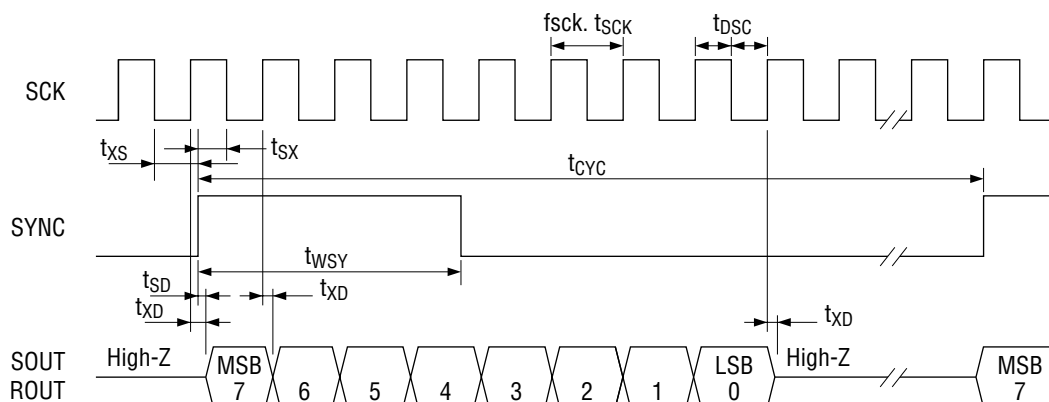 fsck. tSCK
tDSC
SCK
tXS
tSX
tCYC
SYNC
tWSY
tSD
tXD
tXD
tXD
SOUT
ROUT
High-Z
MSB
7
6
5
4
3
2
1
LSB
0
High-Z
MSB
7